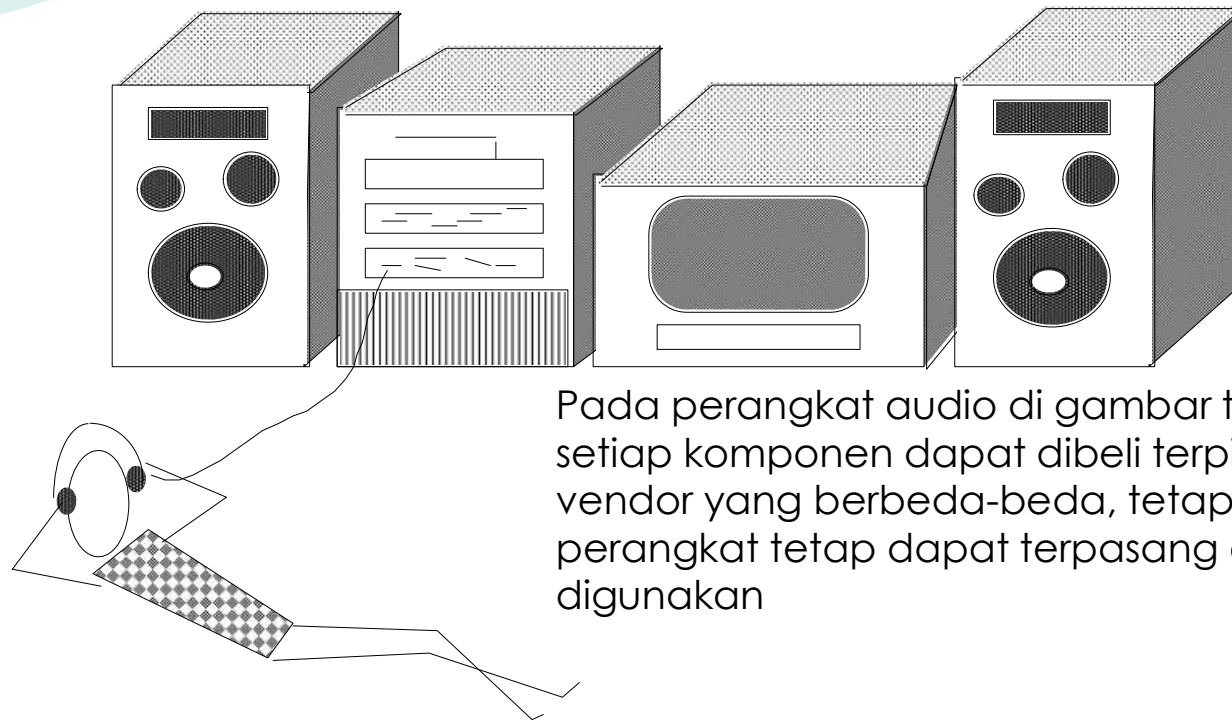 Pada perangkat audio di gambar
setiap komponen dapat dibeli
vendor yang berbeda-beda,
perangkat tetap dapat terpasang
digunakan